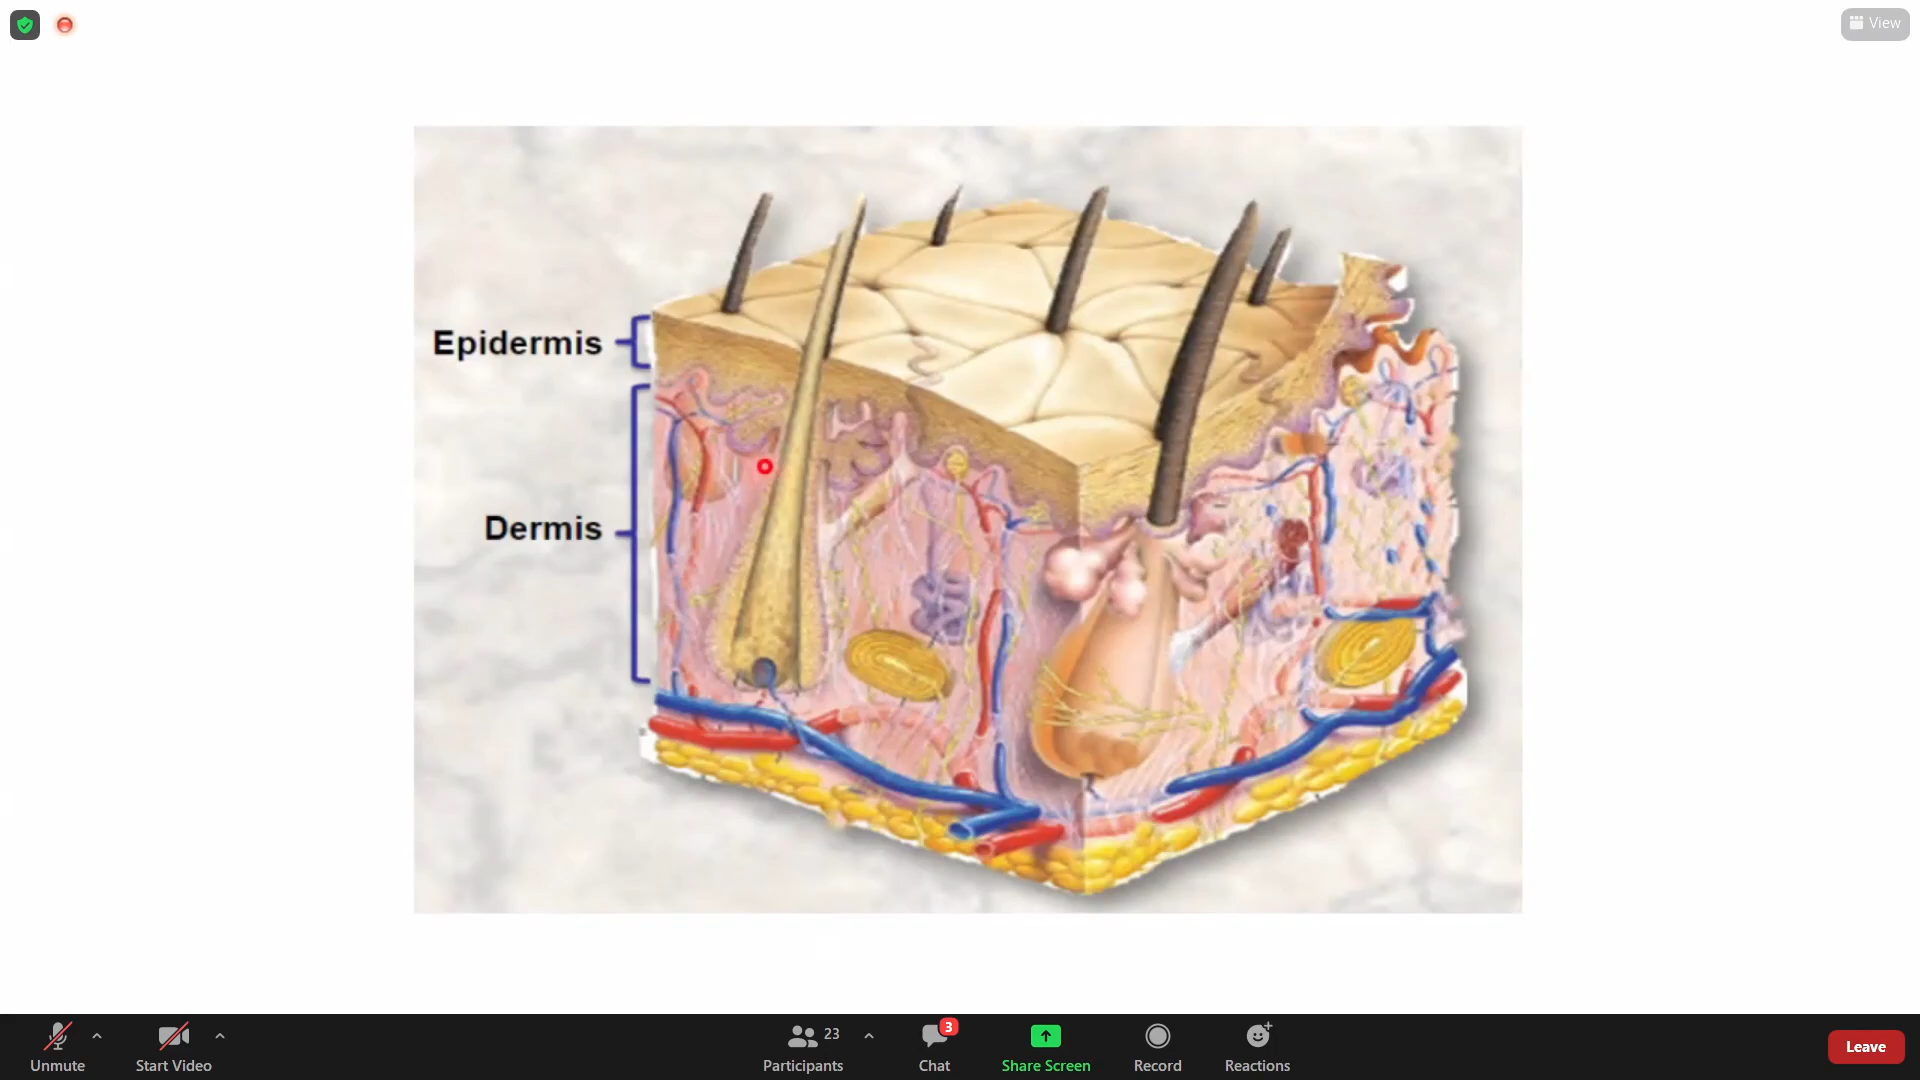 View
Epidermis
Dermis
Unmute
Start Video
23
Participants
3
Chat
Share Screen
Record
Reactions
Leave